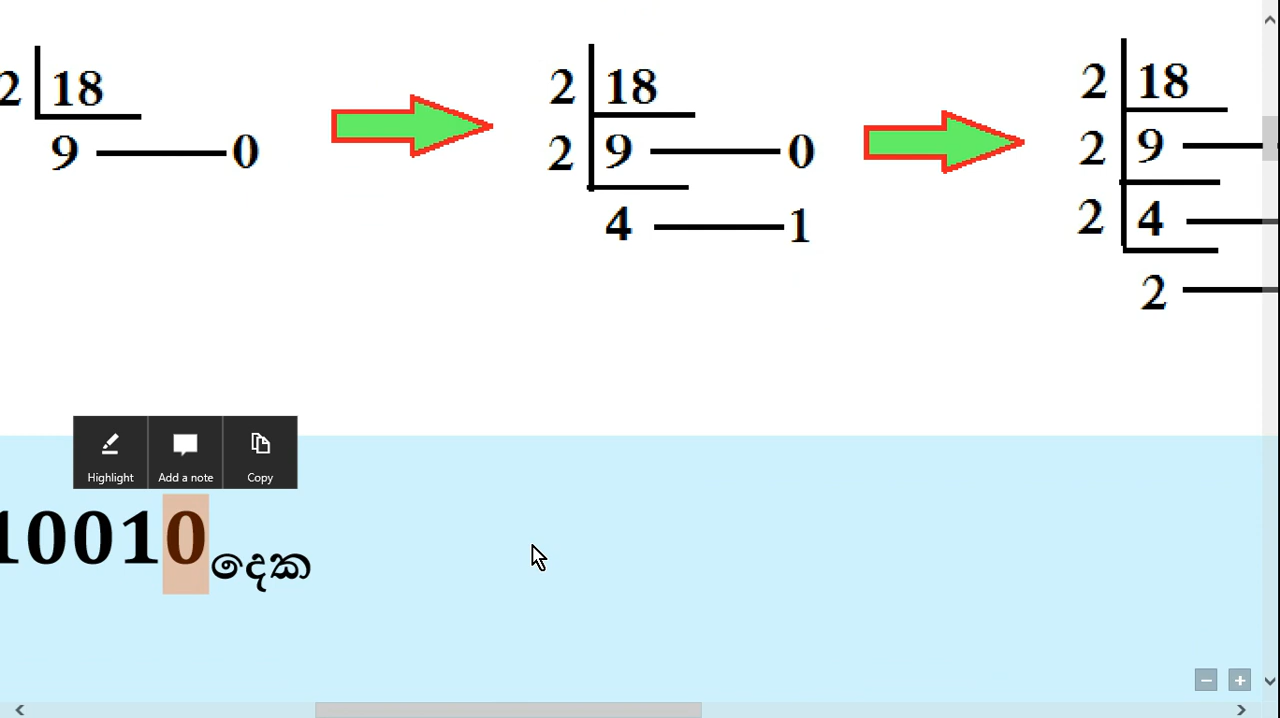 2 18
9 0
2 18
2 9 0
4 1
2 18
2 9
2 4
2
Highlight Add a note Copy
10010දෙක